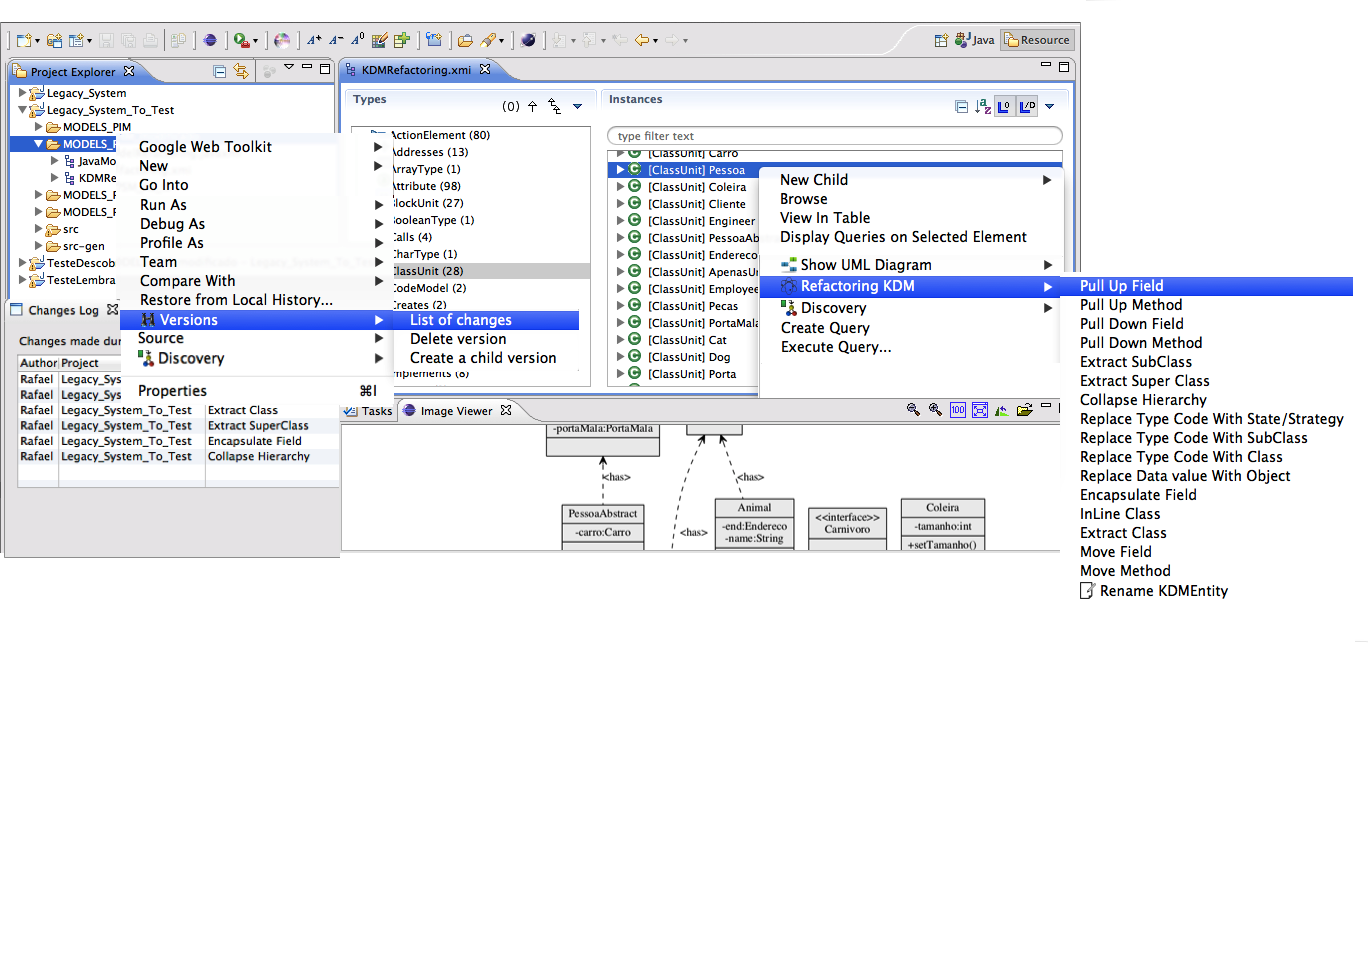 Java
Resource
Project Explorer
Legacy_System
Legacy_System_To_Test
MODELS_PIM
MODELS_F
JavaMo
KDMRe
MODELS_F
MODELS_F
src
src-gen
TesteDescob
TesteLembra
Google Web Toolkit
New
Go Into
Run As
Debug As
Profile As
Team
Compare With
Restore from Local History...
Versions
Source
Discovery
Properties ⌘I
List of changes
Delete version
Create a child version
KDMRefactoring.xmi
Types
(0)
ActionElement (80)
Addresses (13)
ArrayType (1)
Attribute (98)
BlockUnit (27)
BooleanType (1)
Calls (4)
CharType (1)
ClassUnit (28)
CodeModel (2)
Creates (2)
Implements (8)
Instances
type filter text
[ClassUnit] Carro
[ClassUnit] Pessoa
[ClassUnit] Coleira
[ClassUnit] Cliente
[ClassUnit] Engineer
[ClassUnit] PessoaAb
[ClassUnit] Endereco
[ClassUnit] ApenasU
[ClassUnit] Employee
[ClassUnit] Pecas
[ClassUnit] PortaMala
[ClassUnit] Cat
[ClassUnit] Dog
[ClassUnit] Porta
New Child
Browse
View In Table
Display Queries on Selected Element
Show UML Diagram
Refactoring KDM
Discovery
Create Query
Execute Query...
Pull Up Field
Pull Up Method
Pull Down Field
Pull Down Method
Extract SubClass
Extract Super Class
Collapse Hierarchy
Replace Type Code With State/Strategy
Replace Type Code With SubClass
Replace Type Code With Class
Replace Data value With Object
Encapsulate Field
InLine Class
Extract Class
Move Field
Move Method
Rename KDMEntity
Changes Log
Changes made dur
Author Project
Rafael Legacy_Sys
Rafael Legacy_Sys
Rafael Legacy_System_To_Test Extract Class
Rafael Legacy_System_To_Test Extract SuperClass
Rafael Legacy_System_To_Test Encapsulate Field
Rafael Legacy_System_To_Test Collapse Hierarchy
Tasks
Image Viewer
100
-portaMala:PortaMala
<has>
<has>
<has>
PessoaAbstract
-carro:Carro
Animal
-end:Endereco
-name:String
<<interface>>
Carnivoro
Coleira
-tamanho:int
+setTamanho()